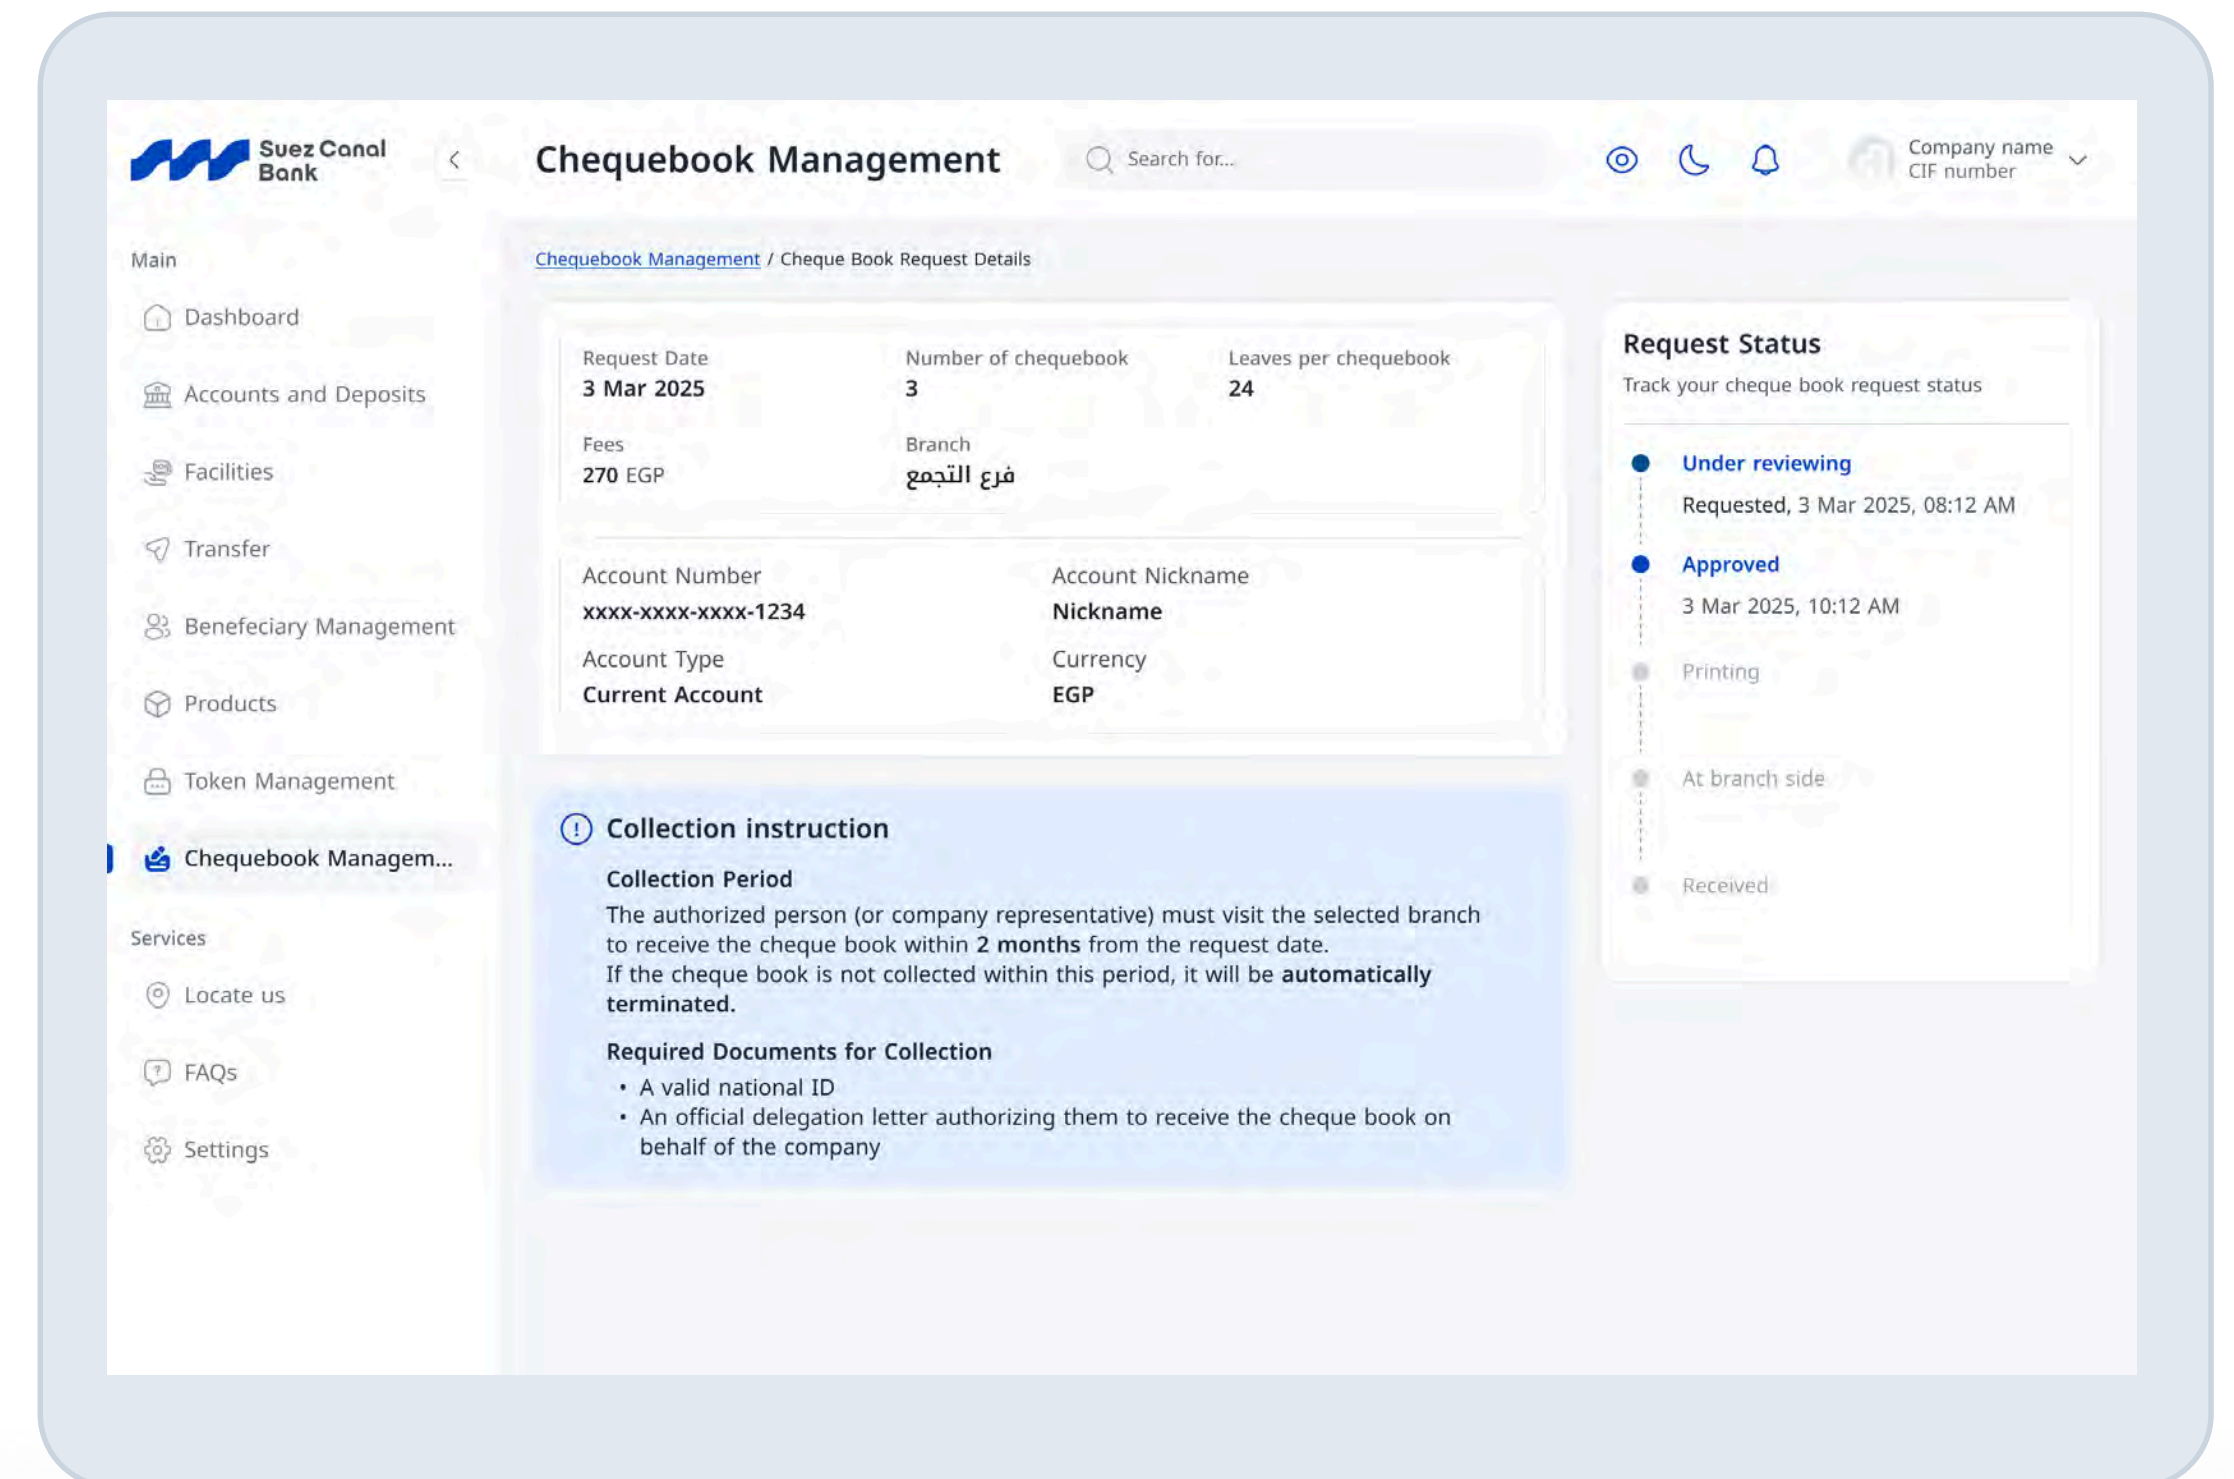 Suez Canal
Bank
Chequebook Management
Search for...
Company name
CIF number
Main
Dashboard
Accounts and Deposits
Facilities
Transfer
Benefeciary Management
Products
Token Management
Chequebook Managem...
Services
Locate us
FAQs
Settings
Chequebook Management / Cheque Book Request Details
Request Date
3 Mar 2025
Number of chequebook
3
Leaves per chequebook
24
Fees
270 EGP
Branch
فرع التجمع
Account Number
xxxx-xxxx-xxxx-1234
Account Nickname
Nickname
Account Type
Current Account
Currency
EGP
Collection instruction
Collection Period
The authorized person (or company representative) must visit the selected branch
to receive the cheque book within 2 months from the request date.
If the cheque book is not collected within this period, it will be automatically
terminated.
Required Documents for Collection
• A valid national ID
• An official delegation letter authorizing them to receive the cheque book on
behalf of the company
Request Status
Track your cheque book request status
Under reviewing
Requested, 3 Mar 2025, 08:12 AM
Approved
3 Mar 2025, 10:12 AM
Printing
At branch side
Received